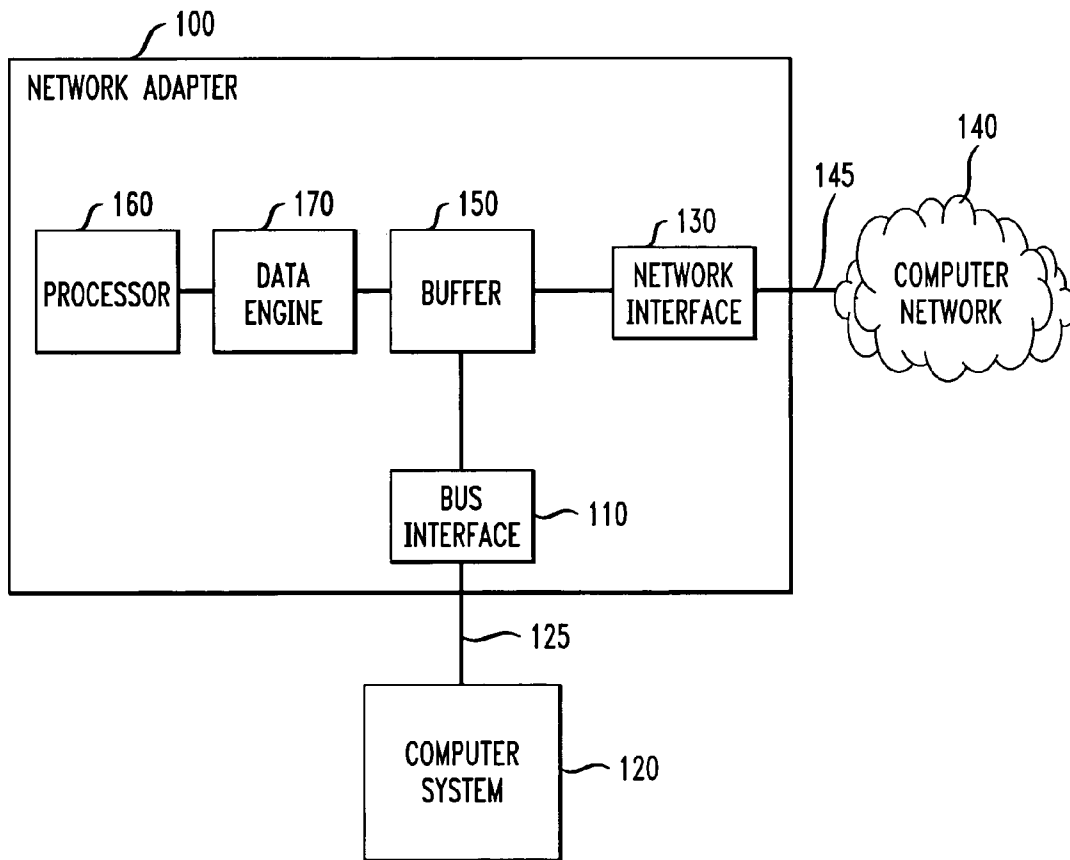 100
NETWORK ADAPTER
140
145
160
170
150
130
PROCESSOR
DATA
ENGINE
BUFFER
NETWORK
INTERFACE
COMPUTER
NETWORK
BUS
INTERFACE
110
125
COMPUTER
SYSTEM
120